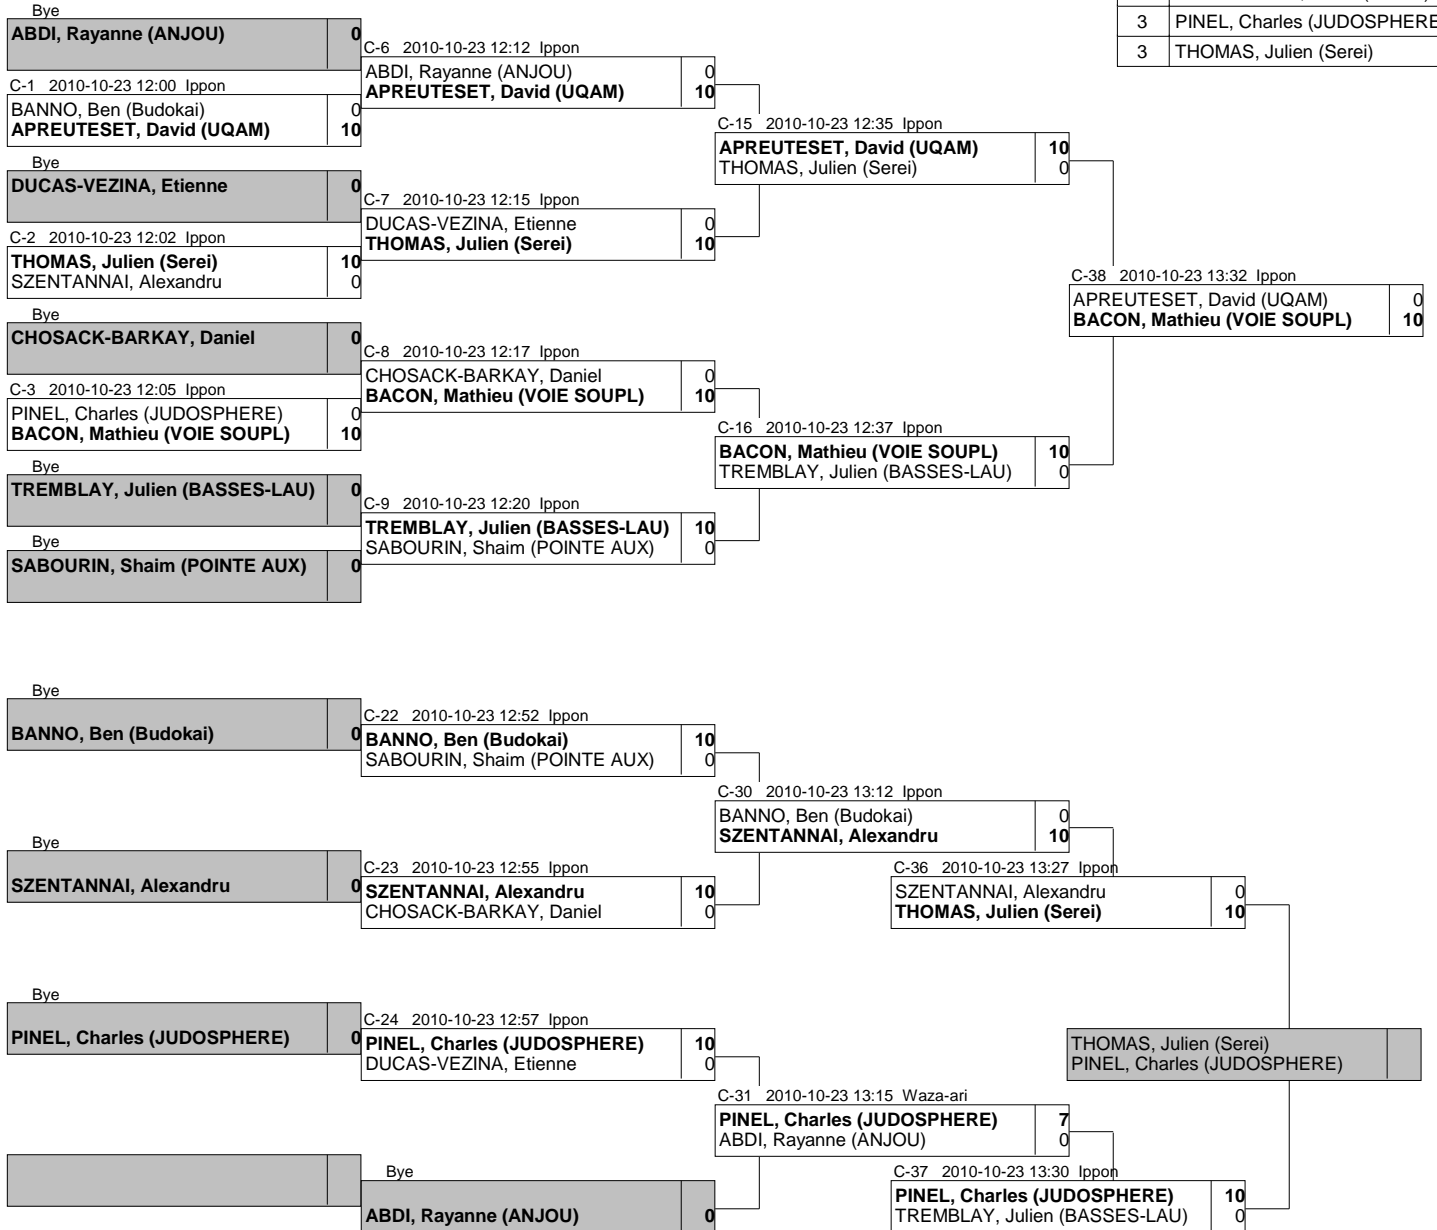 Bye
ABDI, Rayanne (ANJOU) 0
C-1 2010-10-23 12:00 Ippon
BANNO, Ben (Budokai) 0
APREUTESET, David (UQAM) 10
Bye
DUCAS-VEZINA, Etienne 0
C-2 2010-10-23 12:02 Ippon
THOMAS, Julien (Serei) 10
SZENTANNAI, Alexandru 0
Bye
CHOSACK-BARKAY, Daniel 0
C-3 2010-10-23 12:05 Ippon
PINEL, Charles (JUDOSPHERE) 0
BACON, Mathieu (VOIE SOUPL) 10
Bye
TREMBLAY, Julien (BASSES-LAU) 0
Bye
SABOURIN, Shaim (POINTE AUX) 0
C-6 2010-10-23 12:12 Ippon
ABDI, Rayanne (ANJOU) 0
APREUTESET, David (UQAM) 10
C-7 2010-10-23 12:15 Ippon
DUCAS-VEZINA, Etienne 0
THOMAS, Julien (Serei) 10
C-8 2010-10-23 12:17 Ippon
CHOSACK-BARKAY, Daniel 0
BACON, Mathieu (VOIE SOUPL) 10
C-9 2010-10-23 12:20 Ippon
TREMBLAY, Julien (BASSES-LAU) 10
SABOURIN, Shaim (POINTE AUX) 0
C-15 2010-10-23 12:35 Ippon
APREUTESET, David (UQAM) 10
THOMAS, Julien (Serei) 0
C-16 2010-10-23 12:37 Ippon
BACON, Mathieu (VOIE SOUPL) 10
TREMBLAY, Julien (BASSES-LAU) 0
C-38 2010-10-23 13:32 Ippon
APREUTESET, David (UQAM) 0
BACON, Mathieu (VOIE SOUPL) 10
3 PINEL, Charles (JUDOSPHERE
3 THOMAS, Julien (Serei)
Bye
BANNO, Ben (Budokai) 0
Bye
SZENTANNAI, Alexandru 0
Bye
PINEL, Charles (JUDOSPHERE) 0
C-22 2010-10-23 12:52 Ippon
BANNO, Ben (Budokai) 10
SABOURIN, Shaim (POINTE AUX) 0
C-23 2010-10-23 12:55 Ippon
SZENTANNAI, Alexandru 10
CHOSACK-BARKAY, Daniel 0
C-24 2010-10-23 12:57 Ippon
PINEL, Charles (JUDOSPHERE) 10
DUCAS-VEZINA, Etienne 0
Bye
ABDI, Rayanne (ANJOU) 0
C-30 2010-10-23 13:12 Ippon
BANNO, Ben (Budokai) 0
SZENTANNAI, Alexandru 10
C-31 2010-10-23 13:15 Waza-ari
PINEL, Charles (JUDOSPHERE) 7
ABDI, Rayanne (ANJOU) 0
C-36 2010-10-23 13:27 Ippon
SZENTANNAI, Alexandru 0
THOMAS, Julien (Serei) 10
C-37 2010-10-23 13:30 Ippon
PINEL, Charles (JUDOSPHERE) 10
TREMBLAY, Julien (BASSES-LAU) 0
THOMAS, Julien (Serei)
PINEL, Charles (JUDOSPHERE)